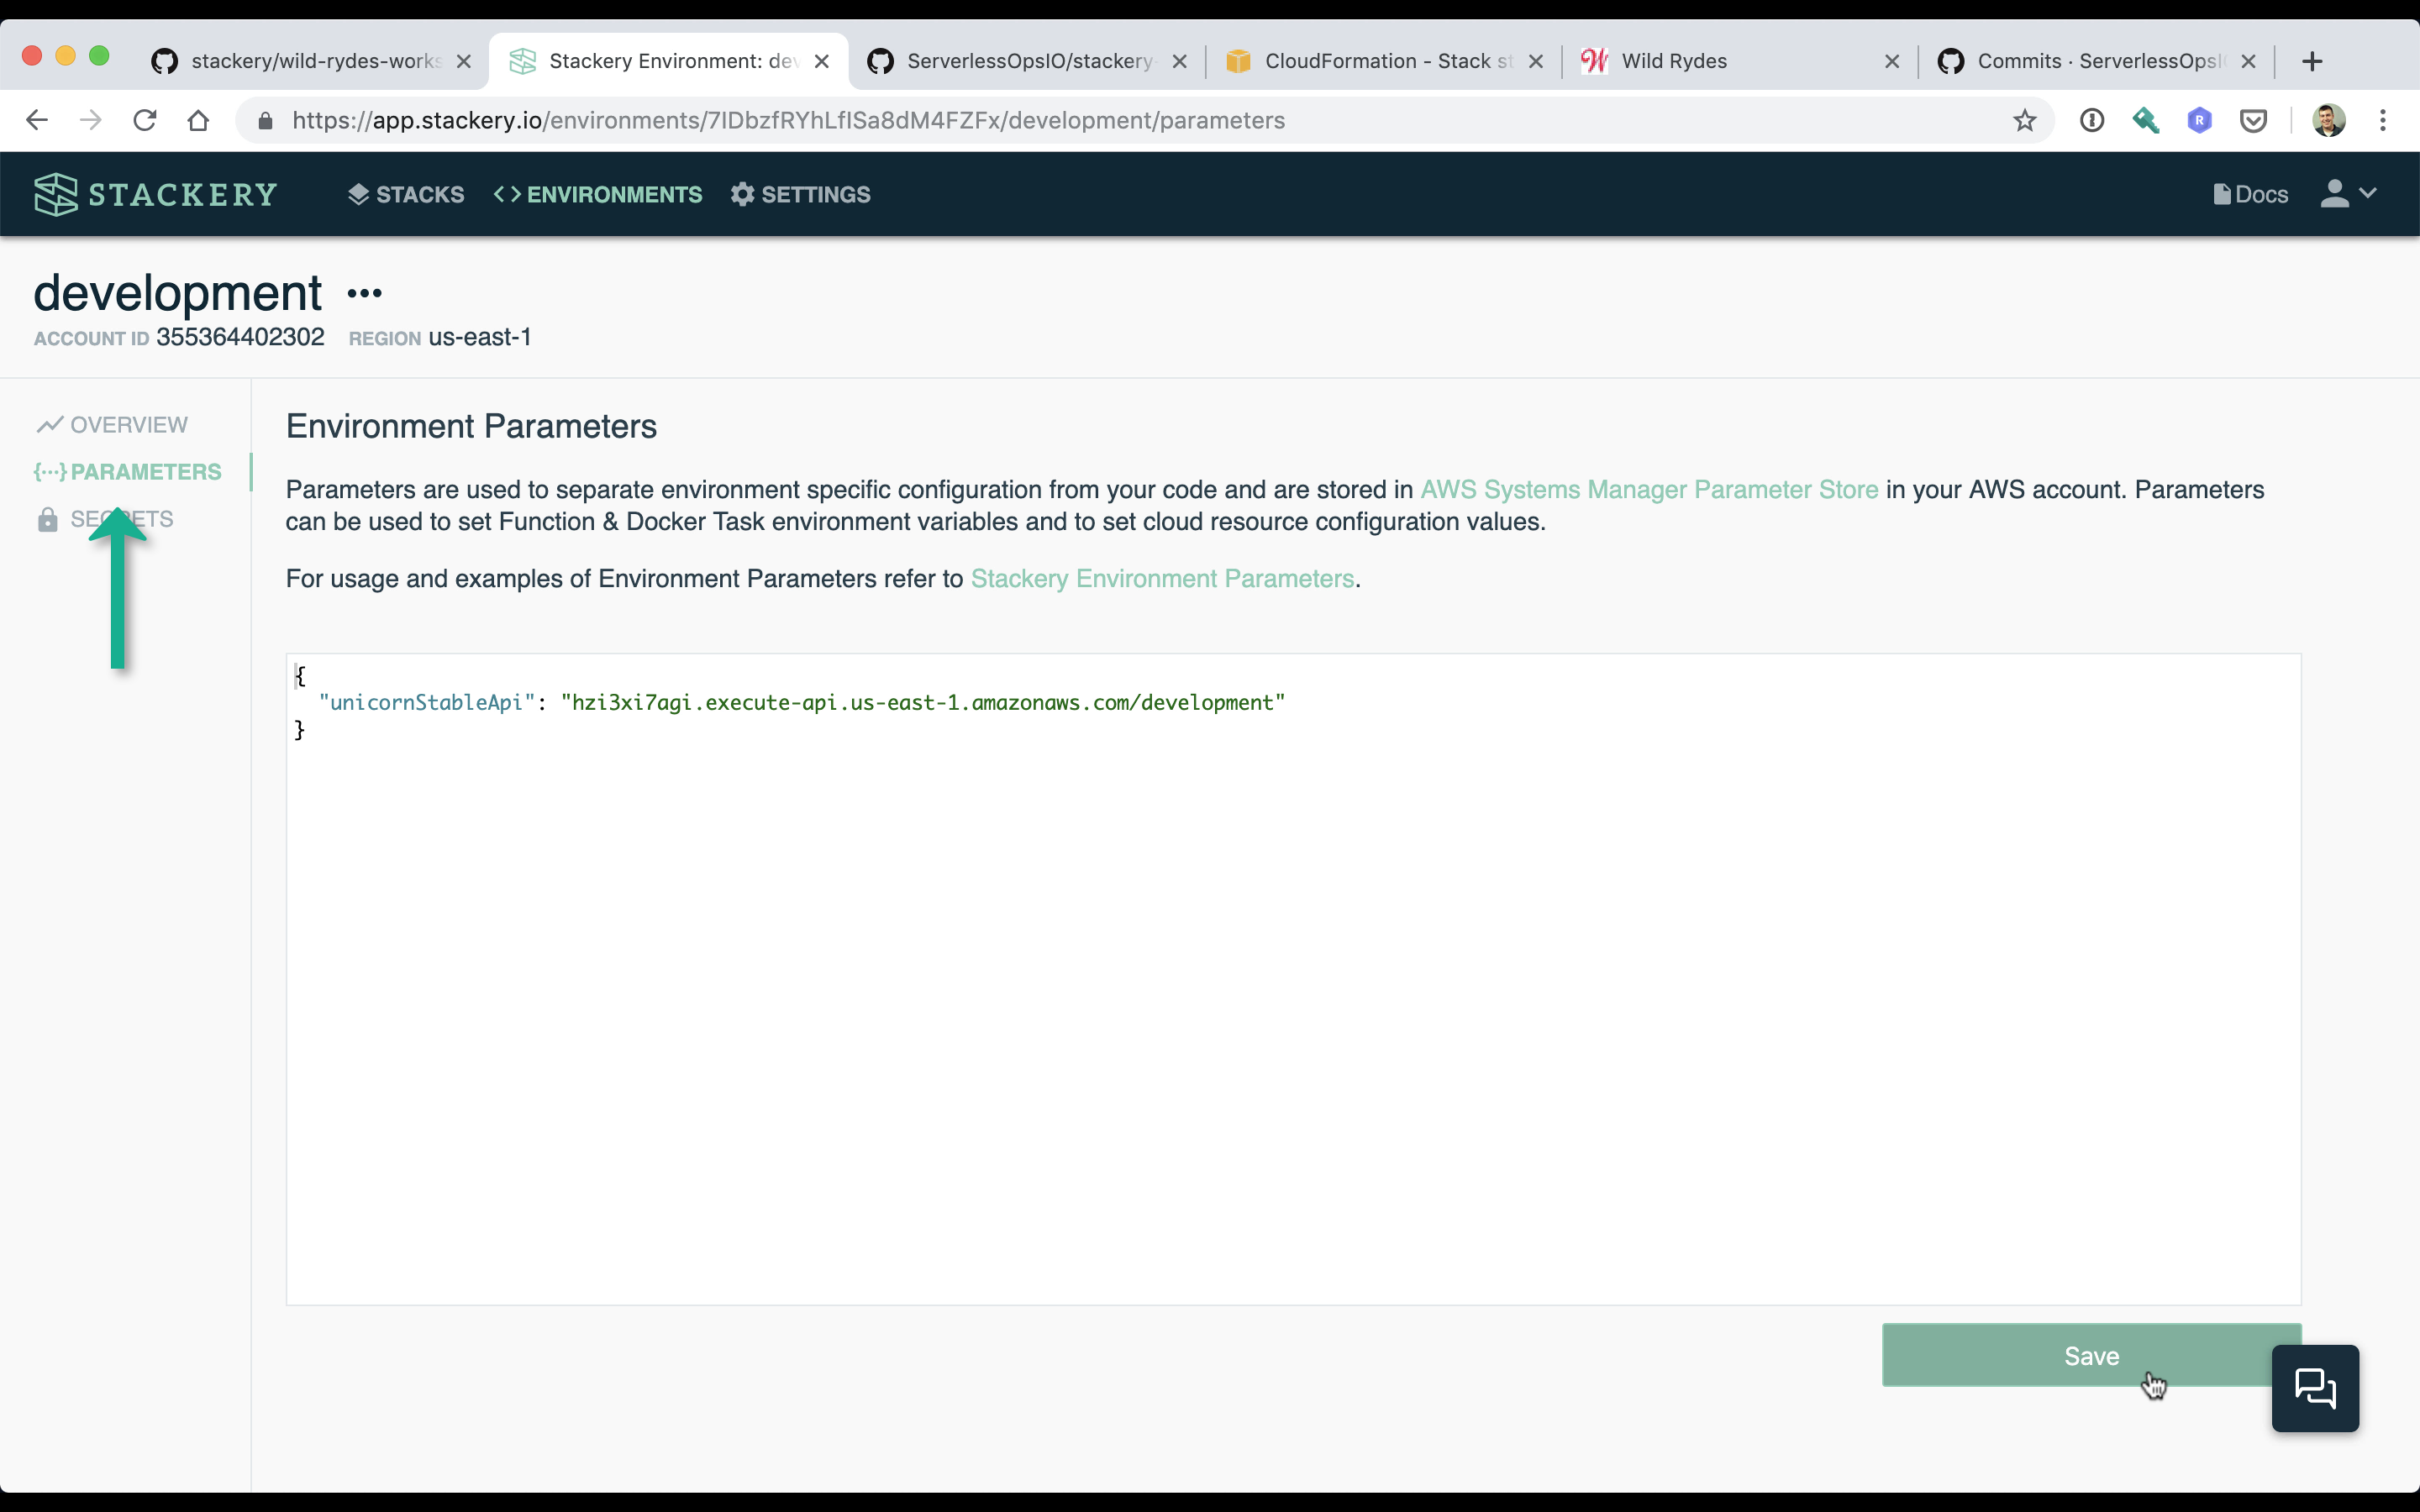 stackery/wild-rydes-works
Stackery Environment: dev
ServerlessOpsIO/stackery-
CloudFormation - Stack st
Wild Rydes
Commits · ServerlessOpsIO
https://app.stackery.io/environments/7IDbzfRYhLfISa8dM4FZFx/development/parameters
R
STACKERY
STACKS
ENVIRONMENTS
SETTINGS
Docs
development
ACCOUNT ID 355364402302 REGION us-east-1
OVERVIEW
PARAMETERS
SECRETS
Environment Parameters
Parameters are used to separate environment specific configuration from your code and are stored in AWS Systems Manager Parameter Store in your AWS account. Parameters
can be used to set Function & Docker Task environment variables and to set cloud resource configuration values.
For usage and examples of Environment Parameters refer to Stackery Environment Parameters.
{
"unicornStableApi": "hzi3xi7agi.execute-api.us-east-1.amazonaws.com/development"
}
Save